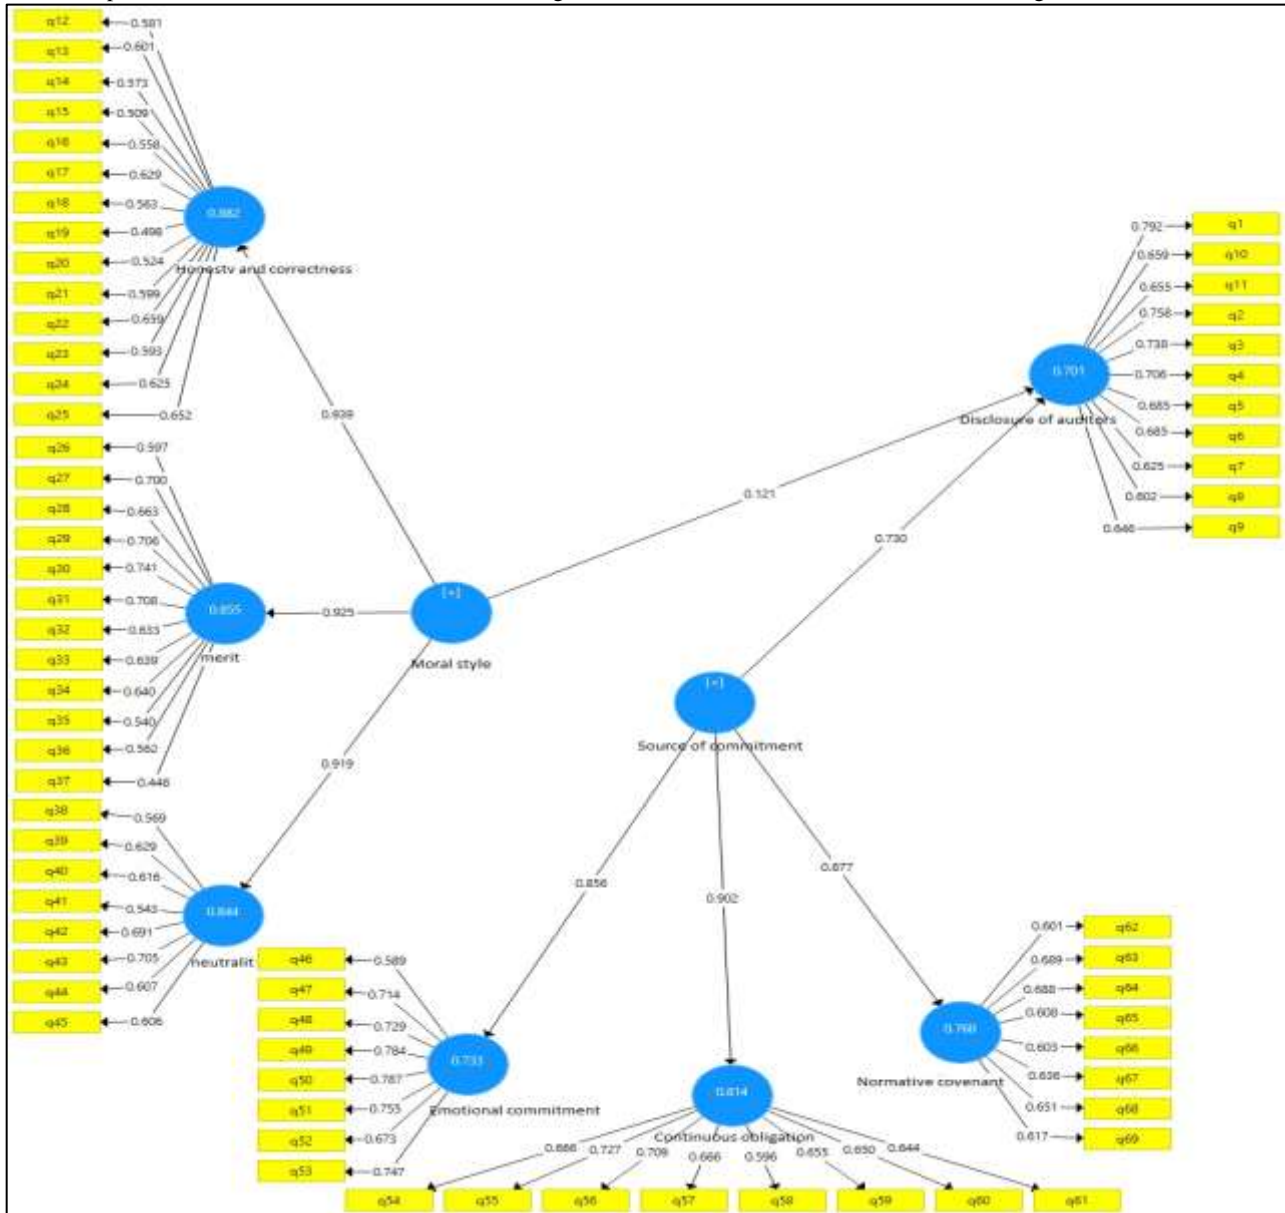 q12 0.581
q13 0.601
q14 0.573
q15 0.509
q16 0.558
q17 0.629
q18 0.563
q19 0.498
q20 0.524
q21 0.599
q22
q23 0.593
q24 0.625
q25 0.652
0.882
Honesty and correctness
0.939
q26 0.597
q27 0.700
q28 0.663
q29 0.706
q30 0.741
q31 0.708
q32 0.633
q33 0.639
q34 0.640
q35 0.540
q36 0.562
q37 0.446
0.855
merit
0.925
[+]
Moral style
0.919
q38 0.569
q39 0.629
q40 0.616
q41 0.543
q42 0.691
q43 0.705
q44 0.607
q45 0.606
0.844
neutralit
0.792 q1
0.659 q10
0.655 q11
0.758 q2
0.738 q3
0.706 q4
0.685 q5
0.685 q6
0.625 q7
0.602 q8
0.646 q9
0.701
Disclosure of auditors
0.730
[+]
Source of commitment
0.856
0.902
0.877
q46 0.589
q47 0.714
q48 0.729
q49 0.784
q50 0.787
q51 0.755
q52 0.673
q53 0.747
0.733
Emotional commitment
0.814
Continuous obligation
0.686 0.727 0.709 0.666 0.596 0.655 0.650 0.644
q54 q55 q56 q57 q58 q59 q60 q61
0.601 q62
0.689 q63
0.688 q64
0.608 q65
0.603 q66
0.636 q67
0.651 q68
0.617 q69
Normative covenant